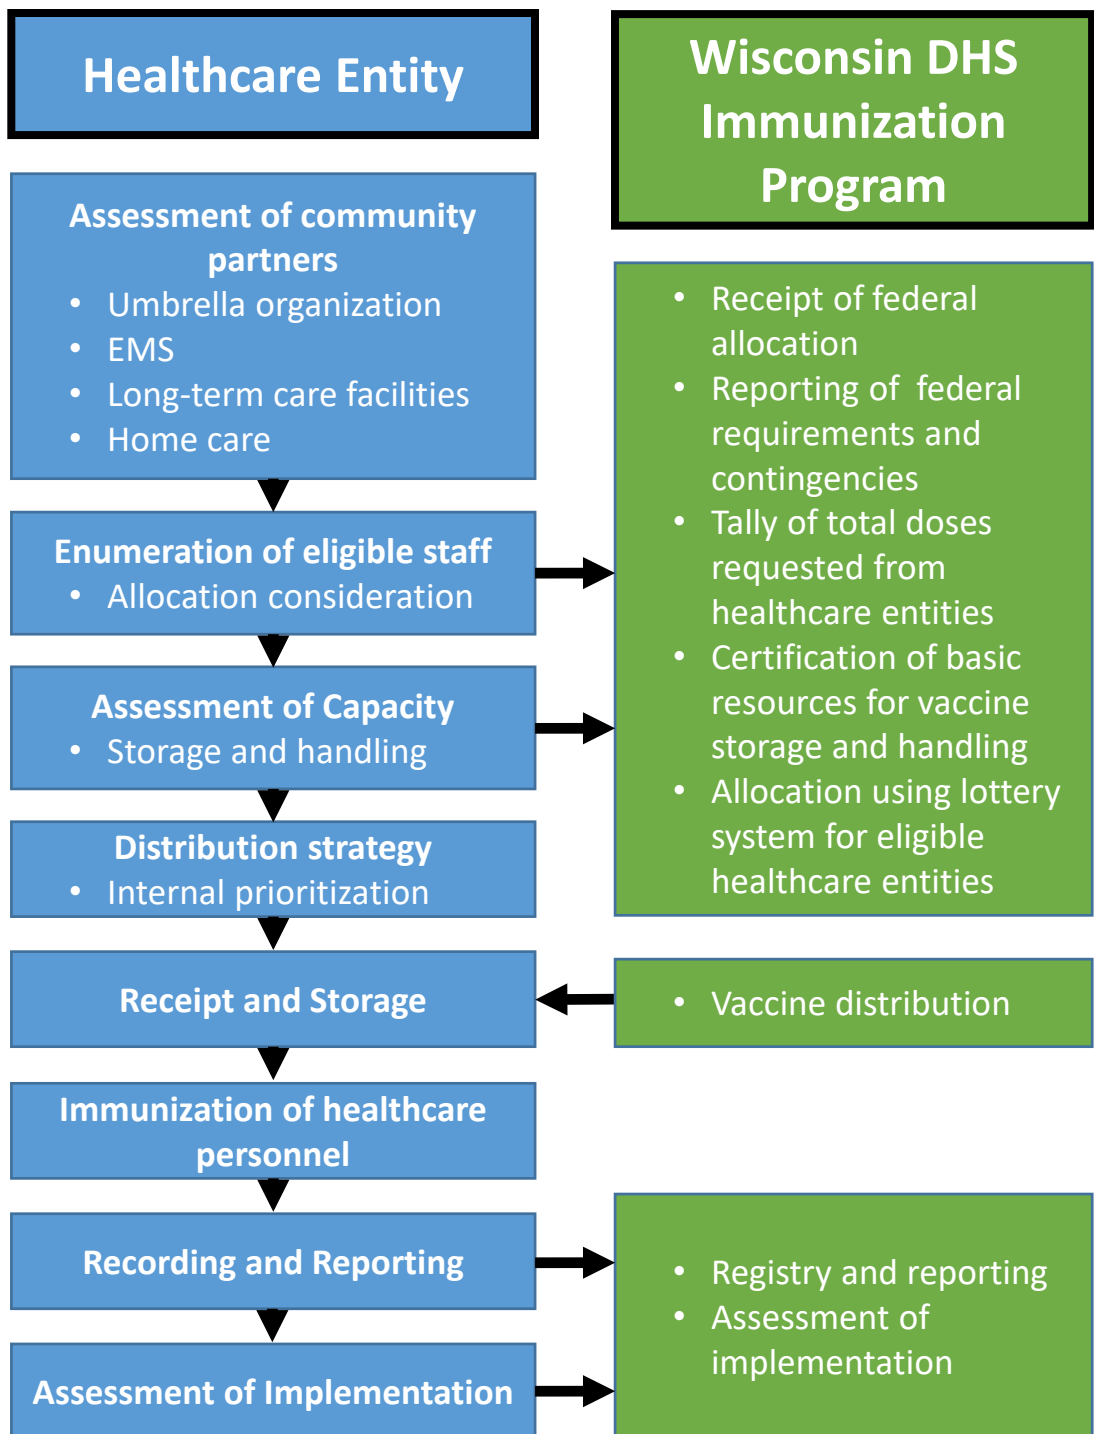 Healthcare Entity
Wisconsin DHS
Immunization
Program
Assessment of community
partners
• Umbrella organization
• EMS
• Long-term care facilities
• Home care
Enumeration of eligible staff
• Allocation consideration
Assessment of Capacity
• Storage and handling
Distribution strategy
• Internal prioritization
Receipt and Storage
Immunization of healthcare
personnel
Recording and Reporting
Assessment of Implementation
• Receipt of federal
allocation
• Reporting of federal
requirements and
contingencies
• Tally of total doses
requested from
healthcare entities
• Certification of basic
resources for vaccine
storage and handling
• Allocation using lottery
system for eligible
healthcare entities
• Vaccine distribution
• Registry and reporting
• Assessment of
implementation